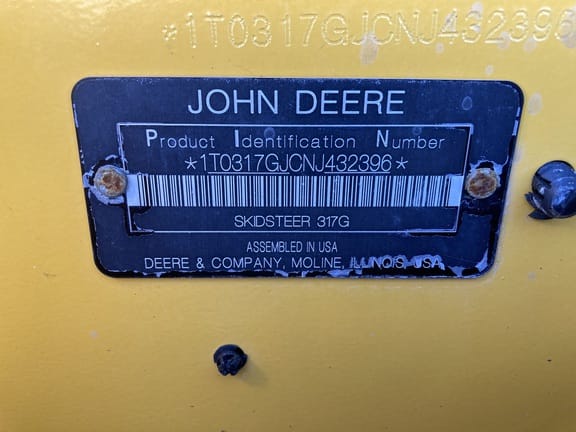 *1T0317GJCNJ432396
JOHN DEERE
Product Identification Number
*1T0317GJCNJ432396*
SKIDSTEER 317G
ASSEMBLED IN USA
DEERE & COMPANY, MOLINE, ILLINOIS USA